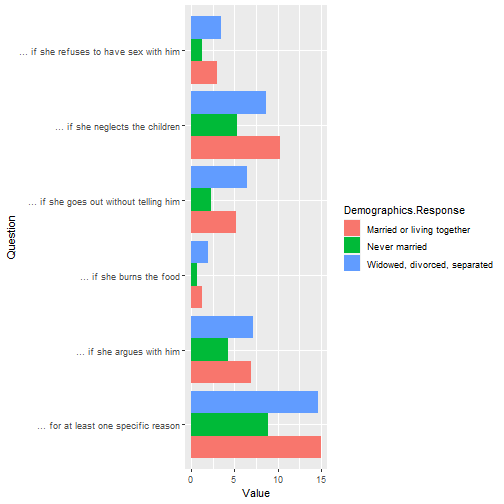 ... if she refuses to have sex with him
... if she neglects the children
... if she goes out without telling him
... if she burns the food
... if she argues with him
... for at least one specific reason
Question
0 5 10 15
Value
Demographics.Response
Married or living together
Never married
Widowed, divorced, separated